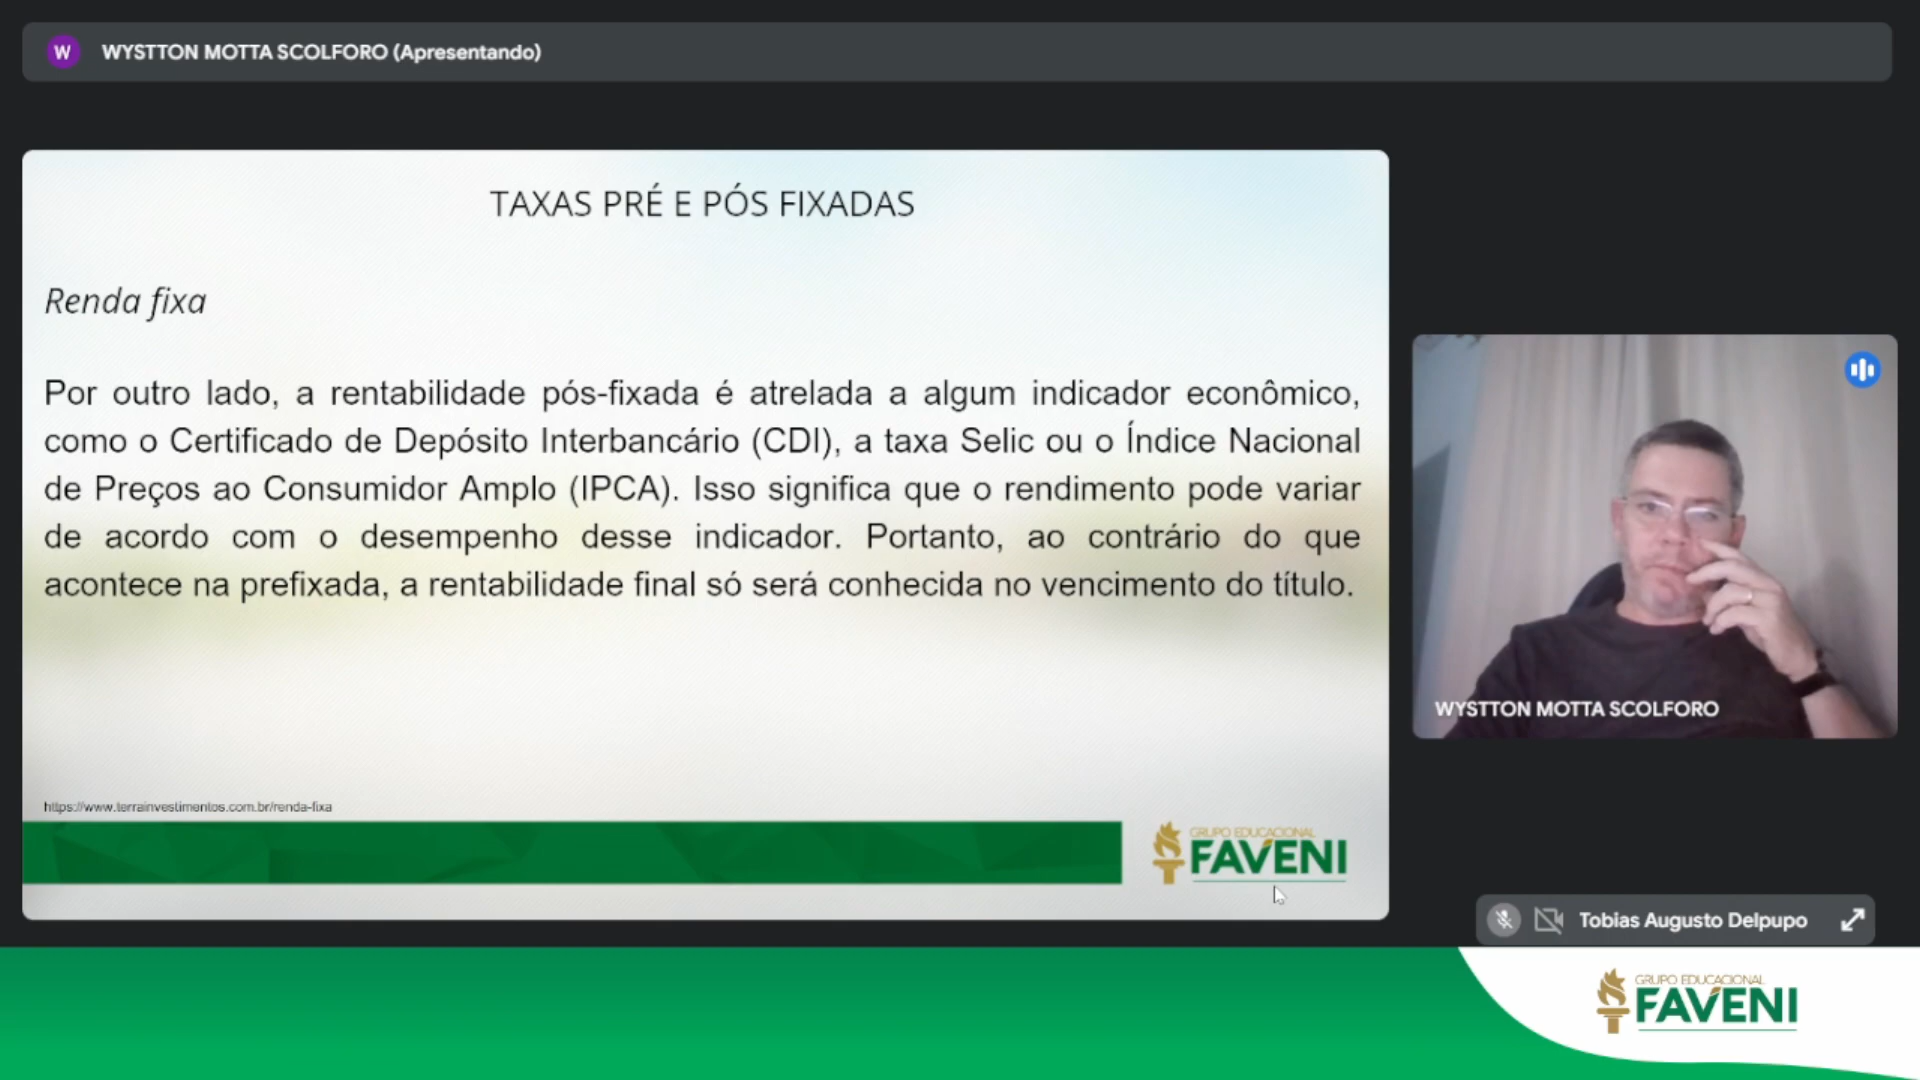 W WYSTTON MOTTA SCOLFORO (Apresentando)
TAXAS PRÉ E PÓS FIXADAS
Renda fixa
Por outro lado, a rentabilidade pós-fixada é atrelada a algum indicador econômico,
como o Certificado de Depósito Interbancário (CDI), a taxa Selic ou o Índice Nacional
de Preços ao Consumidor Amplo (IPCA). Isso significa que o rendimento pode variar
de acordo com o desempenho desse indicador. Portanto, ao contrário do que
acontece na prefixada, a rentabilidade final só será conhecida no vencimento do título.
https://www.terrainvestimentos.com.br/renda-fixa
GRUPO EDUCACIONAL
FAVENI
WYSTTON MOTTA SCOLFORO
Tobias Augusto Delpupo
GRUPO EDUCACIONAL
FAVENI